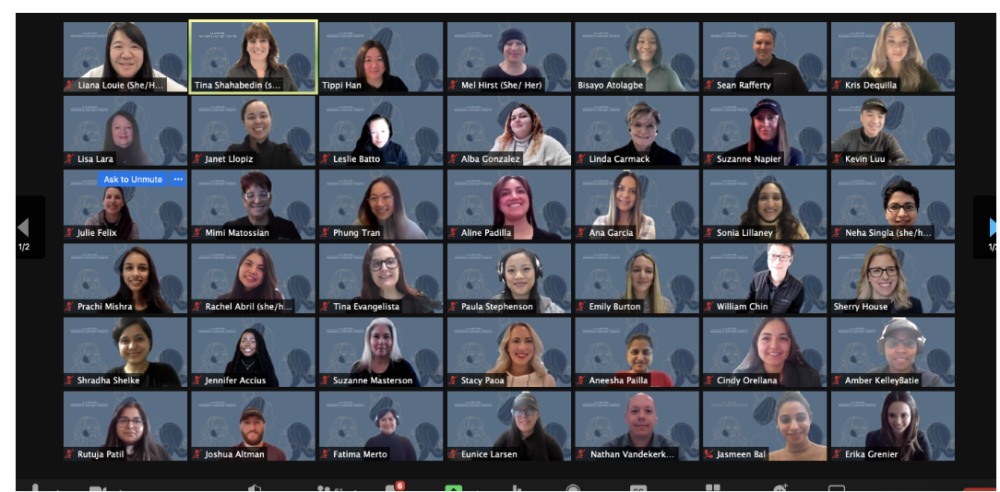 Liana Louie (She/H...
Tina Shahabedin (s...
Tippi Han
Mel Hirst (She/ Her)
Bisayo Atolagbe
Sean Rafferty
Kris Dequilla
Lisa Lara
Janet Llopiz
Leslie Batto
Alba Gonzalez
Linda Carmack
Suzanne Napier
Kevin Luu
Ask to Unmute ...
Julie Felix
Mimi Matossian
Phung Tran
Aline Padilla
Ana Garcia
Sonia Lillaney
Neha Singla (she/h...
1/2
Prachi Mishra
Rachel Abril (she/h...
Tina Evangelista
Paula Stephenson
Emily Burton
William Chin
Sherry House
Shradha Shelke
Jennifer Accius
Suzanne Masterson
Stacy Paoa
Aneesha Pailla
Cindy Orellana
Amber KelleyBatie
Rutuja Patil
Joshua Altman
Fatima Merto
Eunice Larsen
Nathan Vandekerk...
Jasmeen Bal
Erika Grenier
6